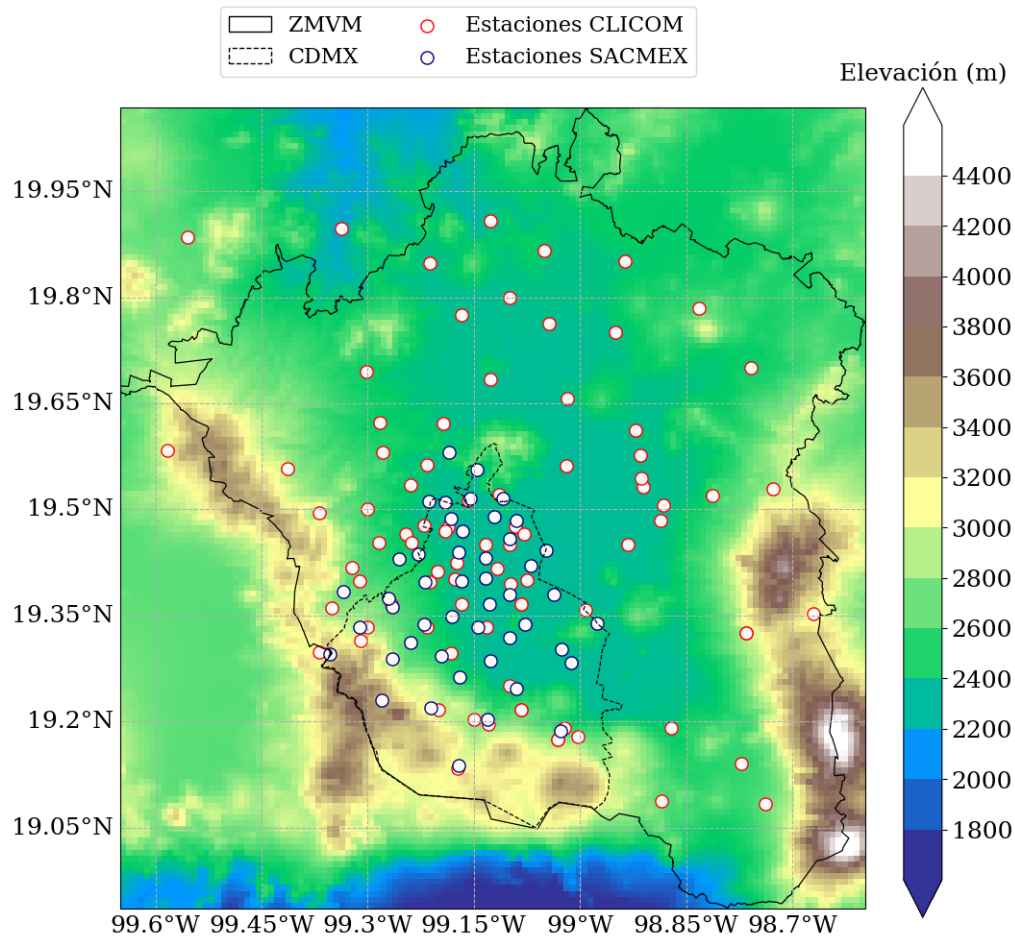 ZMVM
CDMX
Estaciones CLICOM
Estaciones SACMEX
Elevación (m)
19.95°N
19.8°N
19.65°N
19.5°N
19.35°N
19.2°N
19.05°N
99.6°W
99.45°W
99.3°W
99.15°W
99°W
98.85°W
98.7°W
4400
4200
4000
3800
3600
3400
3200
3000
2800
2600
2400
2200
2000
1800